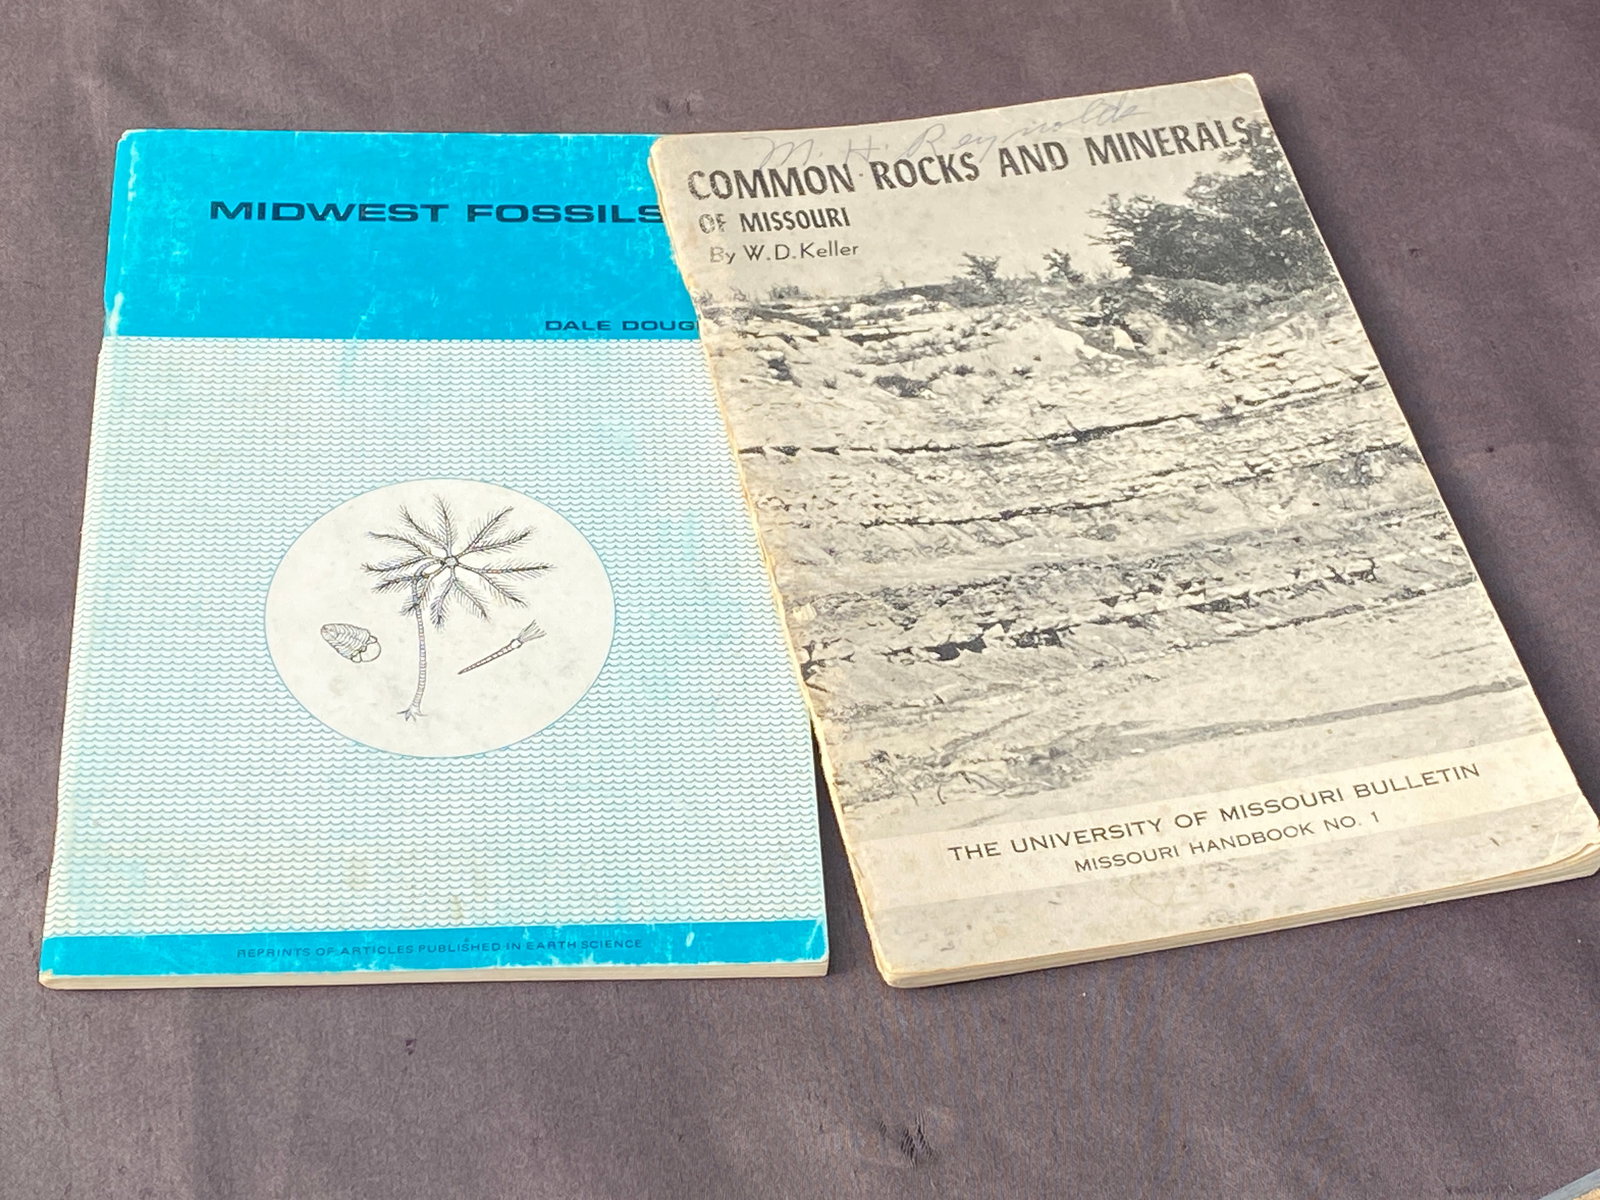 MIDWEST FOSSILS
DALE DOUG
REPRINTS OF ARTICLES PUBLISHED IN EARTH SCIENCE
M. H. Reynolds
COMMON ROCKS AND MINERALS
OF MISSOURI
By W.D.Keller
THE UNIVERSITY OF MISSOURI BULLETIN
MISSOURI HANDBOOK NO. 1